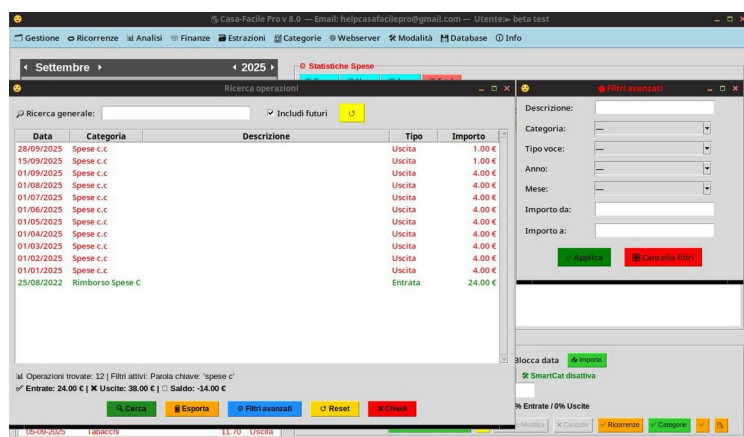 Casa-Facile Pro v 8.0 — Email: helpcasafacilepro@gmail.com — Utente:➣ beta test
Gestione Ricorrenze Analisi Finanze Estrazioni Categorie Webserver Modalità Database Info
Settembre 2025
Statistiche Spese
Ricerca operazioni
Ricerca generale: Includi futuri
Data Categoria Descrizione Tipo Importo
28/09/2025 Spese c.c Uscita 1.00 €
15/09/2025 Spese c.c Uscita 1.00 €
01/09/2025 Spese c.c Uscita 4.00 €
01/08/2025 Spese c.c Uscita 4.00 €
01/07/2025 Spese c.c Uscita 4.00 €
01/06/2025 Spese c.c Uscita 4.00 €
01/05/2025 Spese c.c Uscita 4.00 €
01/04/2025 Spese c.c Uscita 4.00 €
01/03/2025 Spese c.c Uscita 4.00 €
01/02/2025 Spese c.c Uscita 4.00 €
01/01/2025 Spese c.c Uscita 4.00 €
25/08/2022 Rimborso Spese C Entrata 24.00 €
Operazioni trovate: 12 | Filtri attivi: Parola chiave: 'spese c'
Entrate: 24.00 € | Uscite: 38.00 € | Saldo: -14.00 €
Cerca Esporta Filtri avanzati Reset Chiudi
Filtri avanzati
Descrizione:
Categoria: —
Tipo voce: —
Anno: —
Mese: —
Importo da:
Importo a:
Applica Cancella filtri
Blocca data Importa
SmartCat disattiva
% Entrate / 0% Uscite
Modifica Cancella Ricorrenze Categorie
05-09-2025 Tabacchi 11.70 Uscita